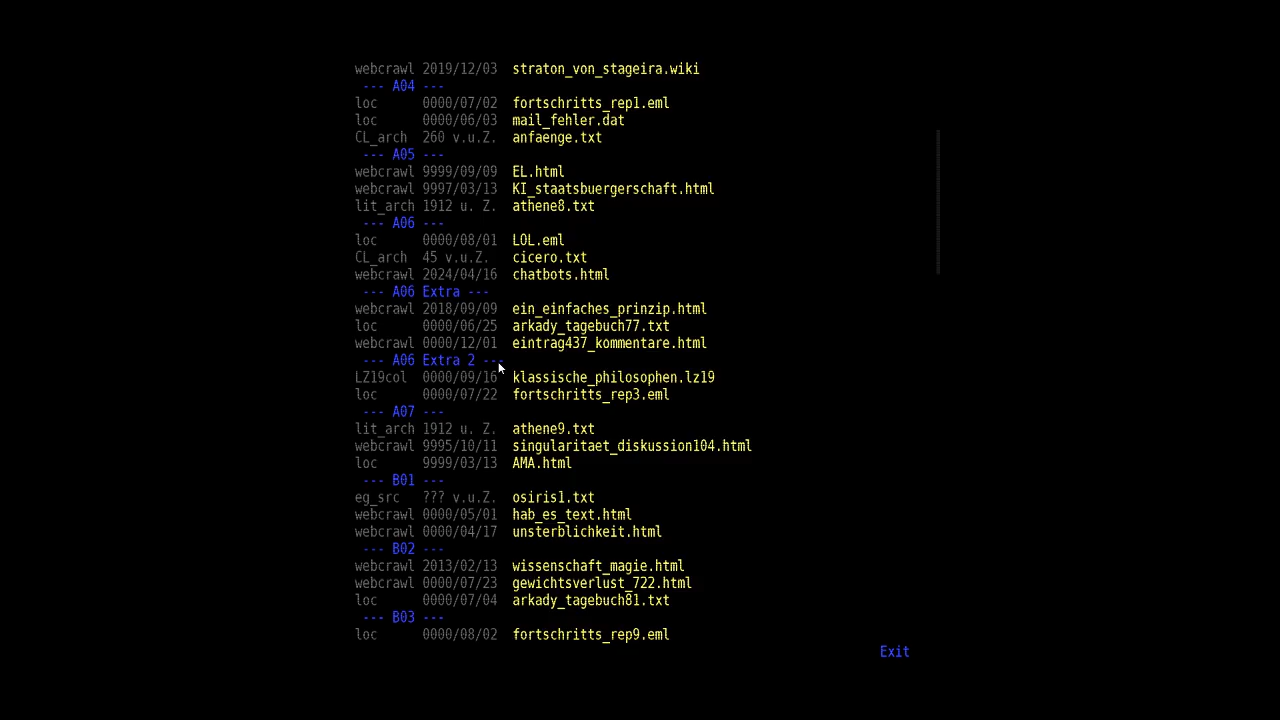 webcrawl 2019/12/03  straton_von_stageira.wiki
--- A04 ---
loc      0000/07/02  fortschritts_rep1.eml
loc      0000/06/03  mail_fehler.dat
CL_arch  260 v.u.Z.  anfaenge.txt
--- A05 ---
webcrawl 9999/09/09  EL.html
webcrawl 9997/03/13  KI_staatsbuergerschaft.html
lit_arch 1912 u. Z.  athene8.txt
--- A06 ---
loc      0000/08/01  LOL.eml
CL_arch  45 v.u.Z.   cicero.txt
webcrawl 2024/04/16  chatbots.html
--- A06 Extra ---
webcrawl 2018/09/09  ein_einfaches_prinzip.html
loc      0000/06/25  arkady_tagebuch77.txt
webcrawl 0000/12/01  eintrag437_kommentare.html
--- A06 Extra 2 ---
LZ19col  0000/09/16  klassische_philosophen.lz19
loc      0000/07/22  fortschritts_rep3.eml
--- A07 ---
lit_arch 1912 u. Z.  athene9.txt
webcrawl 9995/10/11  singularitaet_diskussion104.html
loc      9999/03/13  AMA.html
--- B01 ---
eg_src   ??? v.u.Z.  osiris1.txt
webcrawl 0000/05/01  hab_es_text.html
webcrawl 0000/04/17  unsterblichkeit.html
--- B02 ---
webcrawl 2013/02/13  wissenschaft_magie.html
webcrawl 0000/07/23  gewichtsverlust_722.html
loc      0000/07/04  arkady_tagebuch81.txt
--- B03 ---
loc      0000/08/02  fortschritts_rep9.eml
Exit